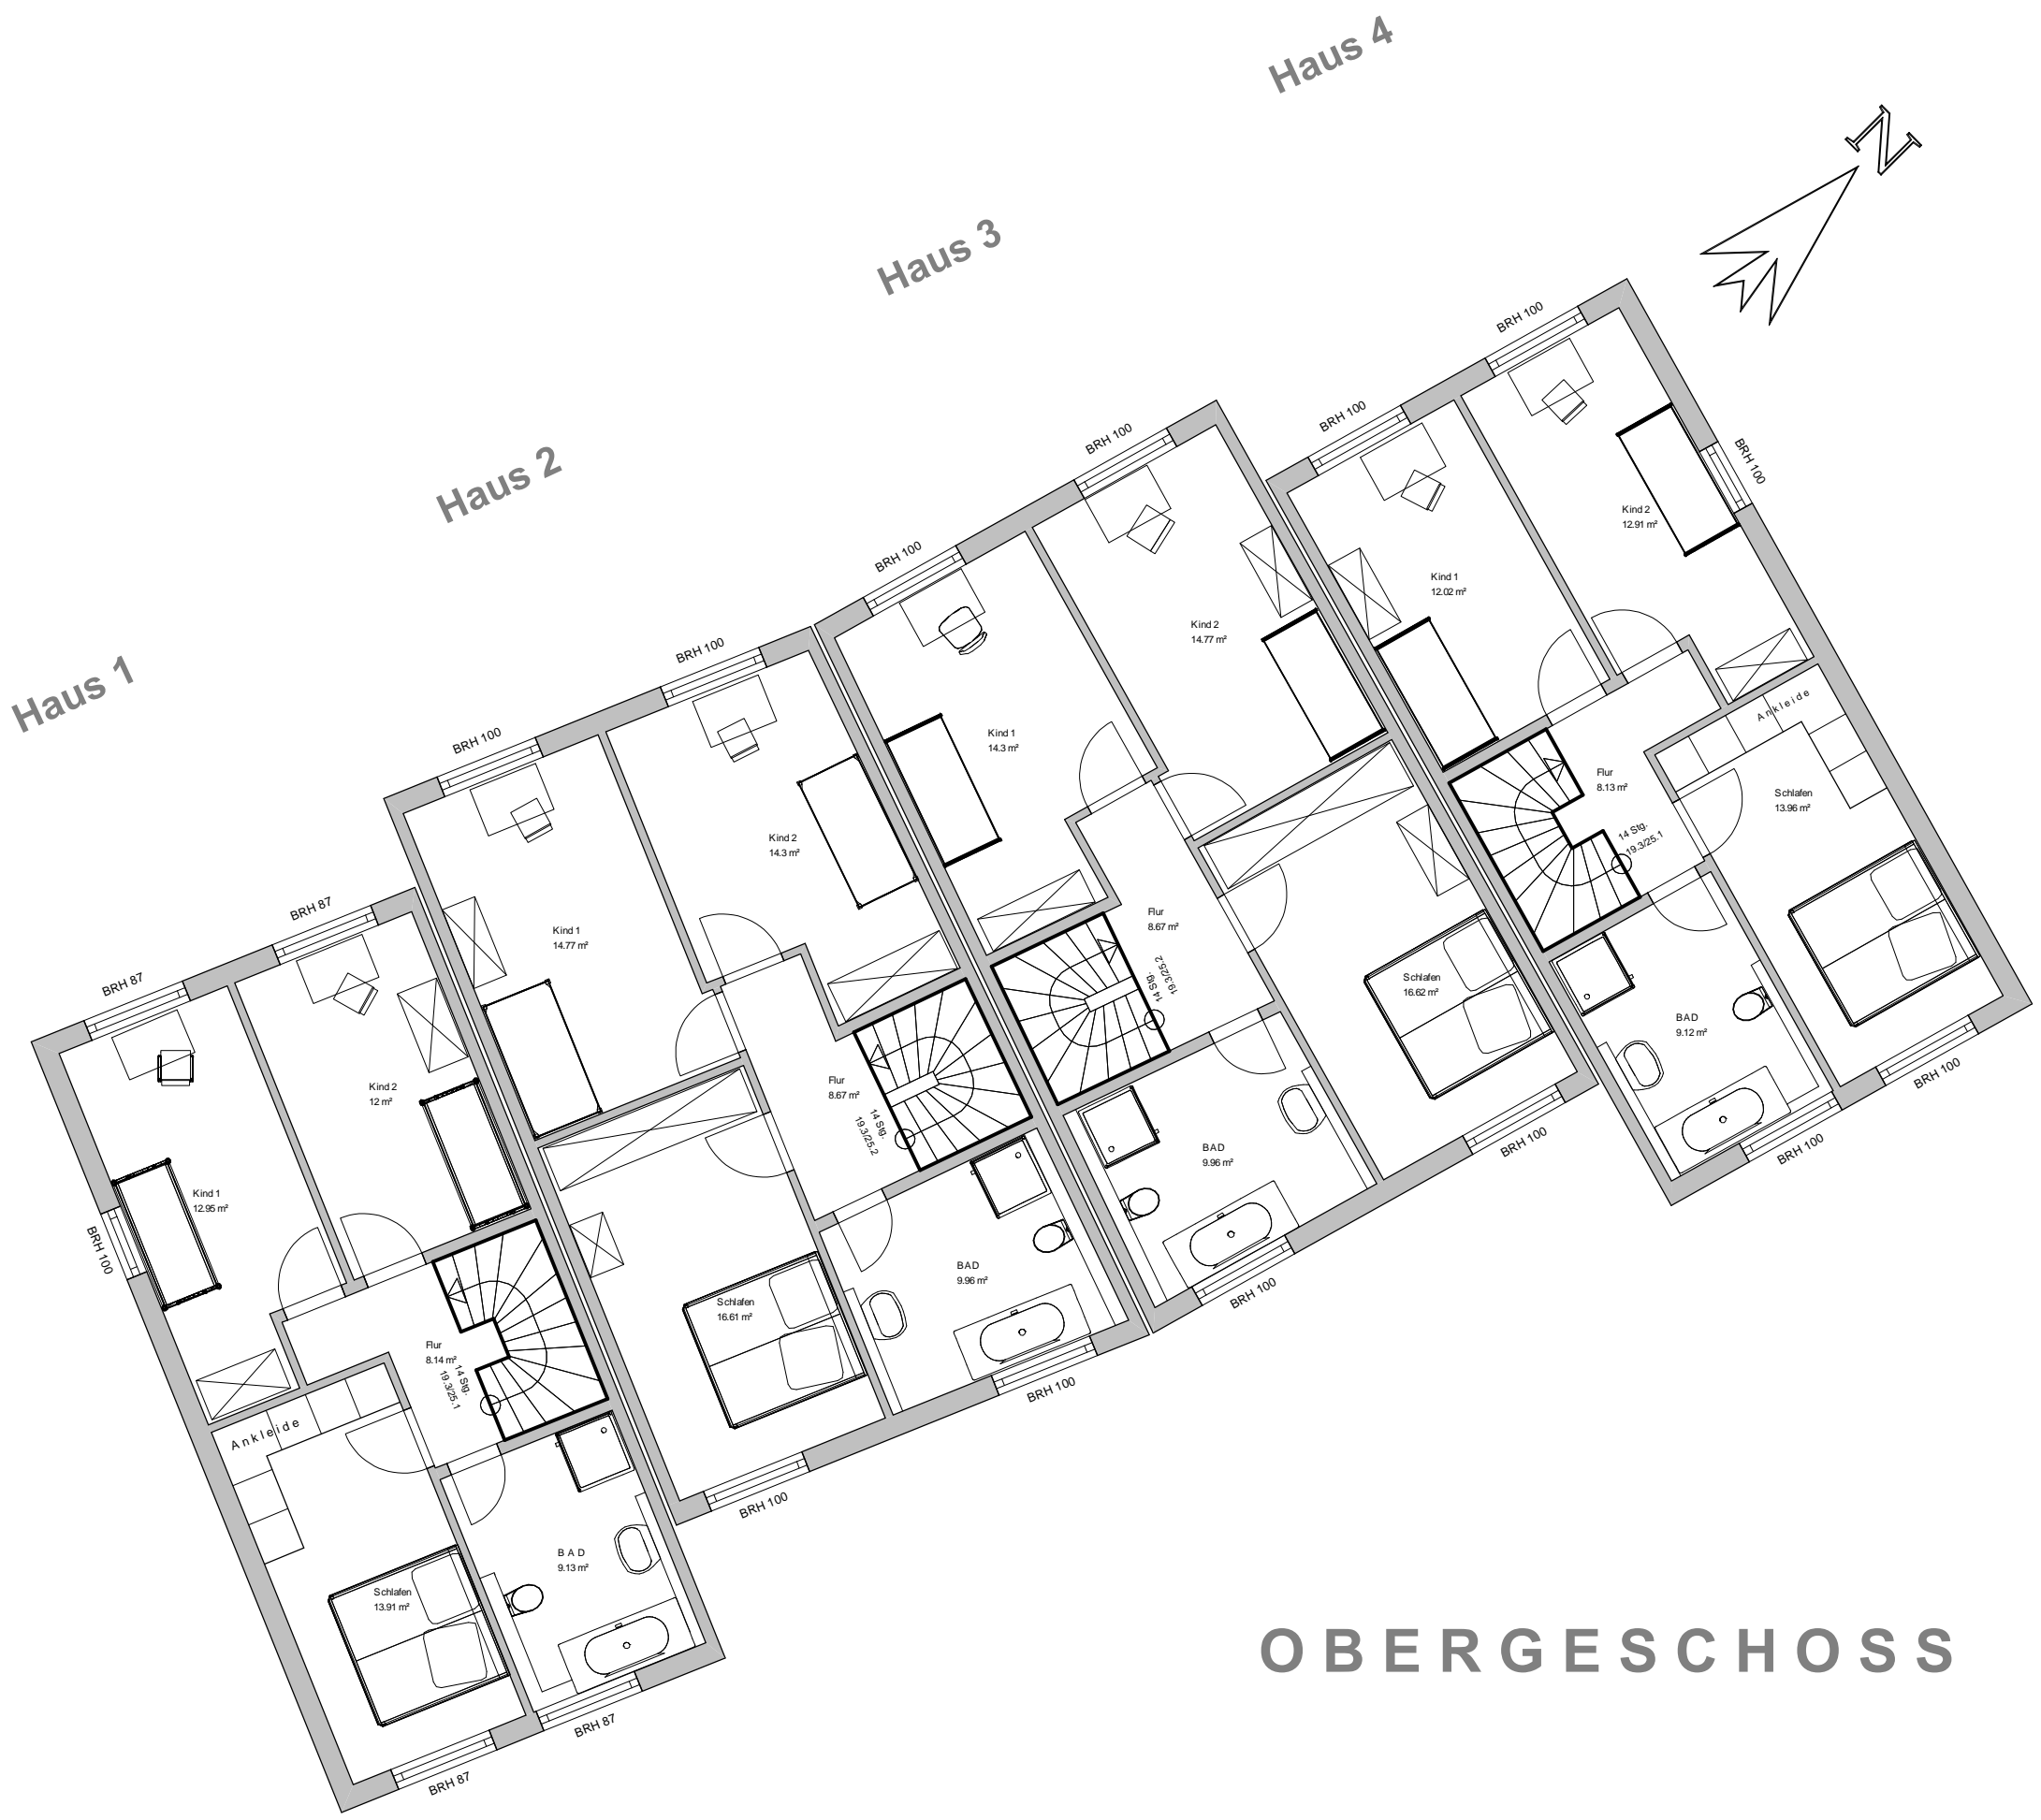 Haus 4
N
Haus 3
Haus 2
Haus 1
BRH 100
BRH 100
BRH 100
Kind 2
12.91 m²
Kind 1
12.02 m²
Ankleide
Flur
8.13 m²
14 Stg.
19.3/25.1
Schlafen
13.96 m²
BAD
9.12 m²
BRH 100
BRH 100
BRH 100
BRH 100
Kind 2
14.77 m²
Kind 1
14.3 m²
Flur
8.67 m²
14 Stg.
19.3/25.2
Schlafen
16.62 m²
BAD
9.96 m²
BRH 100
BRH 100
BRH 100
BRH 100
Kind 2
14.3 m²
Kind 1
14.77 m²
Flur
8.67 m²
14 Stg.
19.3/25.2
Schlafen
16.61 m²
BAD
9.96 m²
BRH 100
BRH 100
BRH 87
BRH 87
BRH 100
Kind 2
12 m²
Kind 1
12.95 m²
Flur
8.14 m²
14 Stg.
19.3/25.1
Ankleide
Schlafen
13.91 m²
BAD
9.13 m²
BRH 87
BRH 87
OBERGESCHOSS